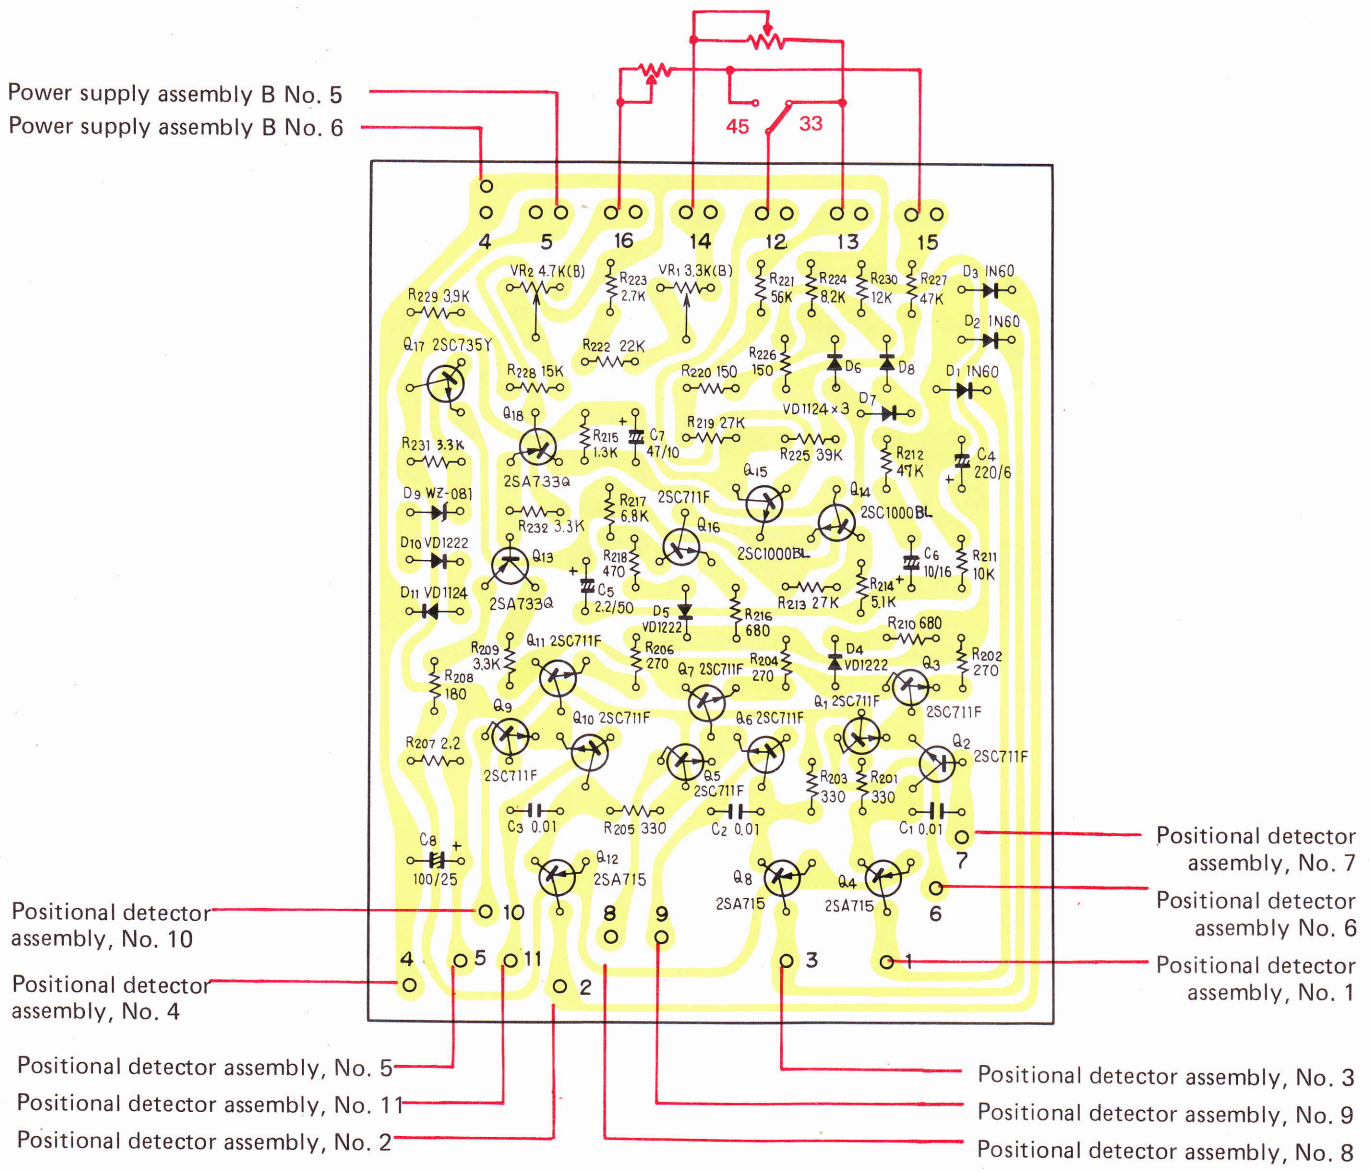 Power supply assembly B No. 5
Power supply assembly B No. 6
45 33
4 5 16 14 12 13 15
VR2 4.7K(B)
R223
2.7K
VR1 3.3K(B)
R221
56K
R224
8.2K
R230
12K
R227
47K
D3 1N60
R229 3.9K
D2 1N60
Q17 2SC735Y
R222 22K
R226
150
D6
D8
R228 15K
R220 150
D1 1N60
D7
VD1124×3
Q18
R215
1.3K
+
C7
47/10
R219 27K
R225 39K
R212
47K
C4
220/6
+
R231 3.3K
2SA733Q
Q15
Q14
D9 WZ-081
R217
6.8K
2SC711F
2SC1000BL
R232 3.3K
Q16
2SC1000BL
D10 VD1222
Q13
R218
470
C6
10/16
+
R211
10K
D11 VD1124
2SA733Q
+
C5
2.2/50
D5
VD1222
R216
680
R213 27K
R214
5.1K
R210 680
R209
3.3K
Q11 2SC711F
R206
270
Q7 2SC711F
R204
270
D4
VD1222
Q3
R202
270
R208
180
Q9
Q10 2SC711F
Q6 2SC711F
Q1 2SC711F
2SC711F
R207 2.2
2SC711F
Q5
2SC711F
R203
330
R201
330
Q2
2SC711F
C3 0.01
R205 330
C2 0.01
C1 0.01
7
Positional detector
assembly, No. 7
C8
+
100/25
Q12
2SA715
Q8
2SA715
Q4
2SA715
6
Positional detector
assembly, No. 6
Positional detector
assembly, No. 10
10
8
9
4
5
11
2
3
1
Positional detector
assembly, No. 1
Positional detector
assembly, No. 4
Positional detector assembly, No. 5
Positional detector assembly, No. 11
Positional detector assembly, No. 2
Positional detector assembly, No. 3
Positional detector assembly, No. 9
Positional detector assembly, No. 8